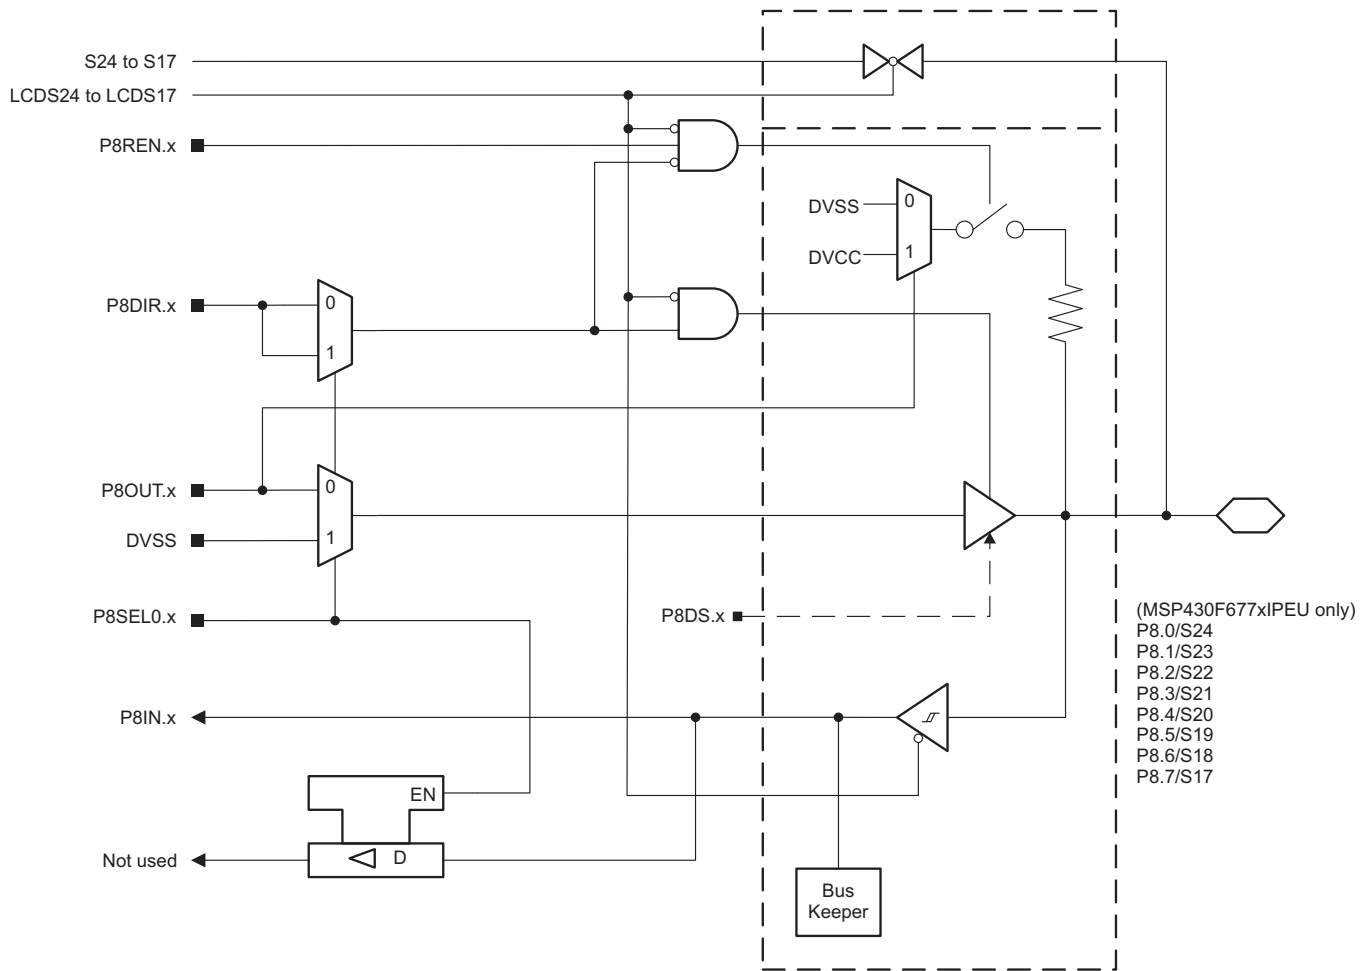 S24 to S17
LCDS24 to LCDS17
P8REN.x
DVSS
0
DVCC
1
P8DIR.x
0
1
P8OUT.x
0
DVSS
1
P8SEL0.x
P8DS.x
(MSP430F677xIPEU only)
P8.0/S24
P8.1/S23
P8.2/S22
P8.3/S21
P8.4/S20
P8.5/S19
P8.6/S18
P8.7/S17
P8IN.x
EN
D
Not used
Bus
Keeper